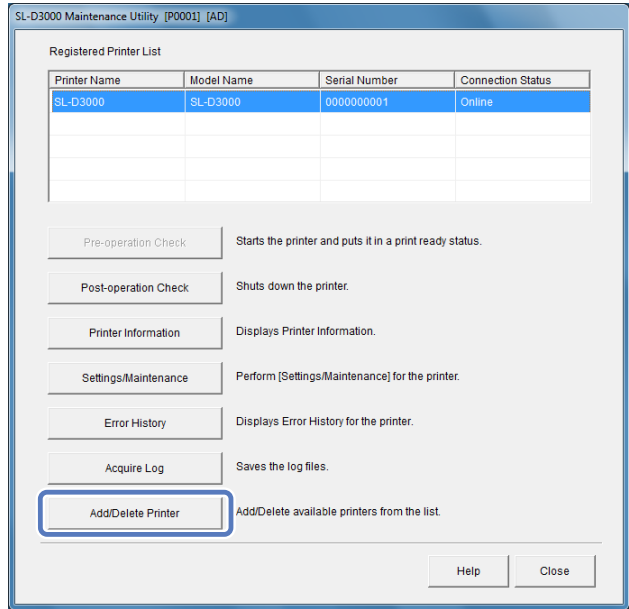 SL-D3000 Maintenance Utility [P0001] [AD]
Registered Printer List
Printer Name Model Name Serial Number Connection Status
SL-D3000 SL-D3000 0000000001 Online
Pre-operation Check Starts the printer and puts it in a print ready status.
Post-operation Check Shuts down the printer.
Printer Information Displays Printer Information.
Settings/Maintenance Perform [Settings/Maintenance] for the printer.
Error History Displays Error History for the printer.
Acquire Log Saves the log files.
Add/Delete Printer Add/Delete available printers from the list.
Help Close